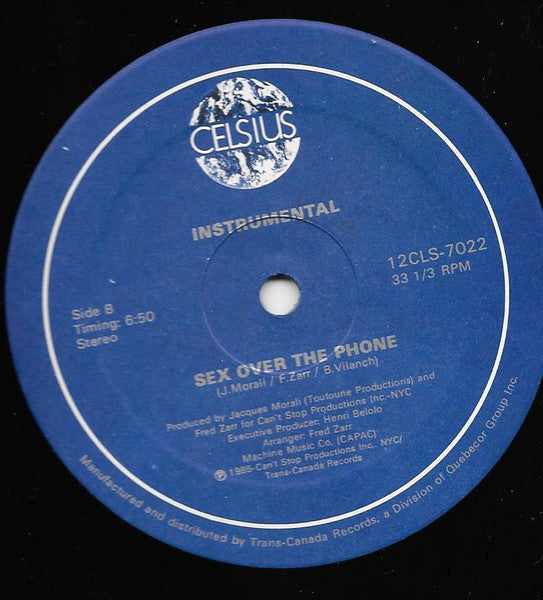 CELSIUS
INSTRUMENTAL
12CLS-7022
33 1/3 RPM
Side B
Timing: 6:50
Stereo
SEX OVER THE PHONE
(J.Morali / F.Zarr / B.Vilanch)
Produced by Jacques Morali (Toutoune Productions) and
Fred Zarr for Can't Stop Productions Inc.-NYC
Executive Producer: Henri Belolo
Arranger: Fred Zarr
Machine Music Co. (CAPAC)
℗ 1985-Can't Stop Productions Inc. NYC/
Trans-Canada Records
Manufactured and distributed by Trans-Canada Records, a Division of Quebecor Group Inc.